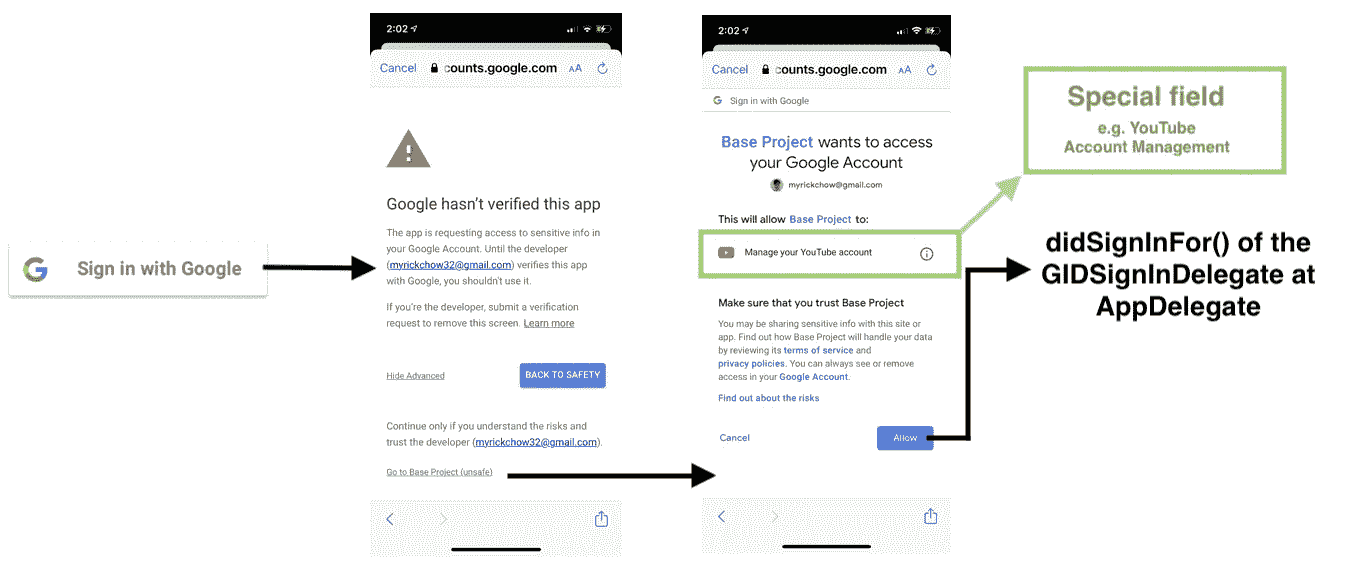 Sign in with Google
2:02
Cancel
counts.google.com
AA
Google hasn't verified this app
The app is requesting access to sensitive info in
your Google Account. Until the developer
(myrickchow32@gmail.com) verifies this app
with Google, you shouldn't use it.
If you're the developer, submit a verification
request to remove this screen. Learn more
Hide Advanced
BACK TO SAFETY
Continue only if you understand the risks and
trust the developer (myrickchow32@gmail.com).
Go to Base Project (unsafe)
2:02
Cancel
counts.google.com
AA
Sign in with Google
Base Project wants to access
your Google Account
myrickchow@gmail.com
This will allow Base Project to:
Manage your YouTube account
Make sure that you trust Base Project
You may be sharing sensitive info with this site or
app. Find out how Base Project will handle your data
by reviewing its terms of service and
privacy policies. You can always see or remove
access in your Google Account.
Find out about the risks
Cancel
Allow
Special field
e.g. YouTube
Account Management
didSignInFor() of the
GIDSignInDelegate at
AppDelegate